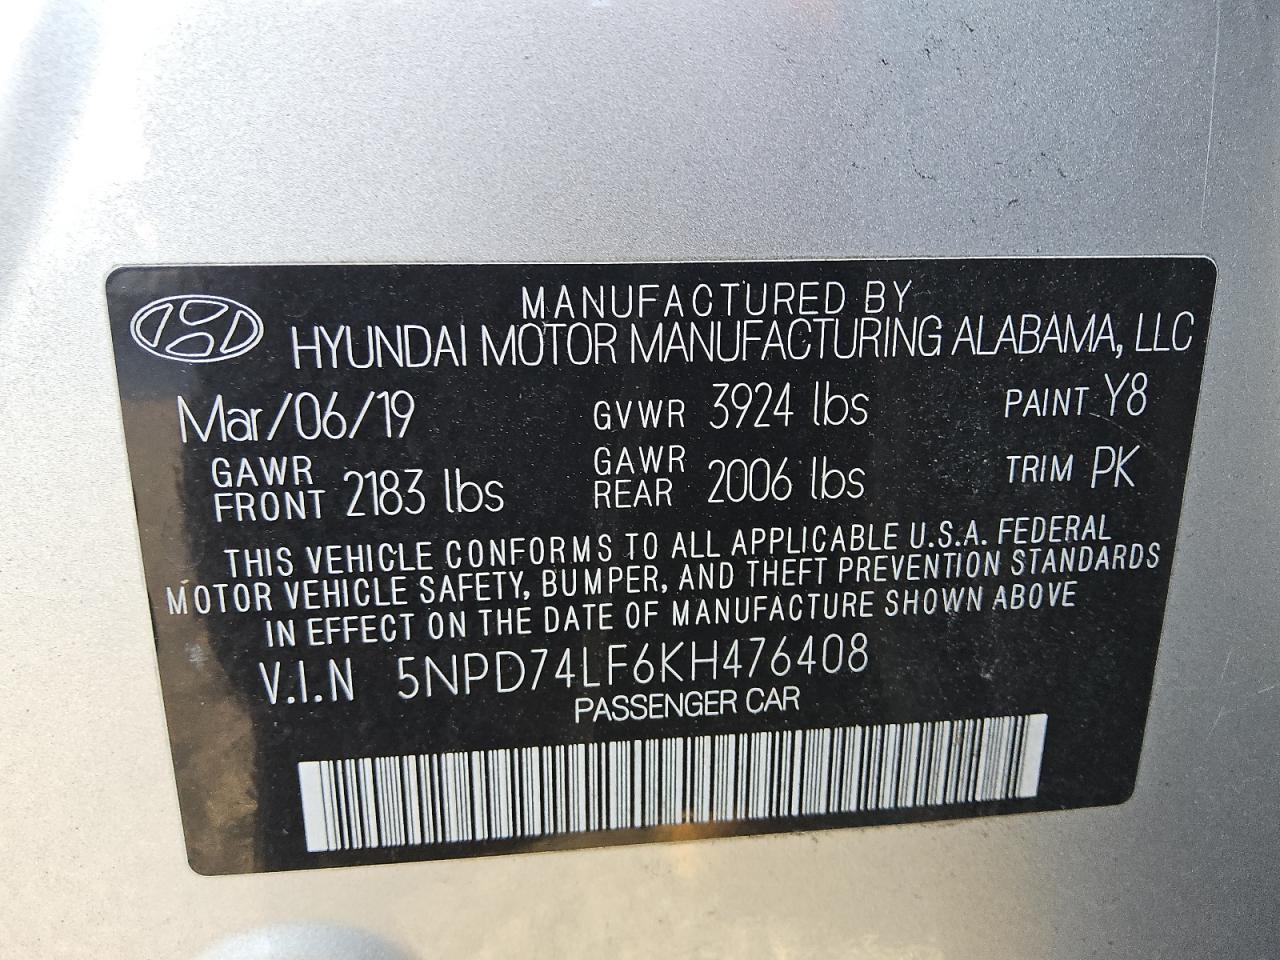 MANUFACTURED BY
HYUNDAI MOTOR MANUFACTURING ALABAMA, LLC
Mar/06/19 GVWR 3924 lbs PAINT Y8
GAWR FRONT 2183 lbs GAWR REAR 2006 lbs TRIM PK
THIS VEHICLE CONFORMS TO ALL APPLICABLE U.S.A. FEDERAL
MOTOR VEHICLE SAFETY, BUMPER, AND THEFT PREVENTION STANDARDS
IN EFFECT ON THE DATE OF MANUFACTURE SHOWN ABOVE
V.I.N 5NPD74LF6KH476408
PASSENGER CAR